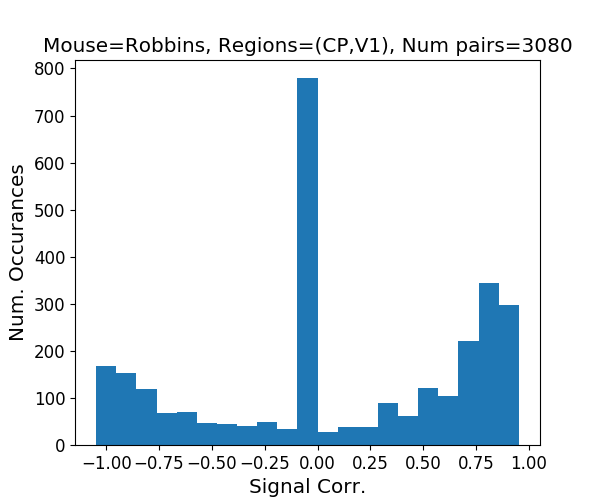 Mouse=Robbins, Regions=(CP,V1), Num pairs=3080
800
700
600
500
400
300
200
100
0
Num. Occurances
−1.00 −0.75 −0.50 −0.25 0.00 0.25 0.50 0.75 1.00
Signal Corr.